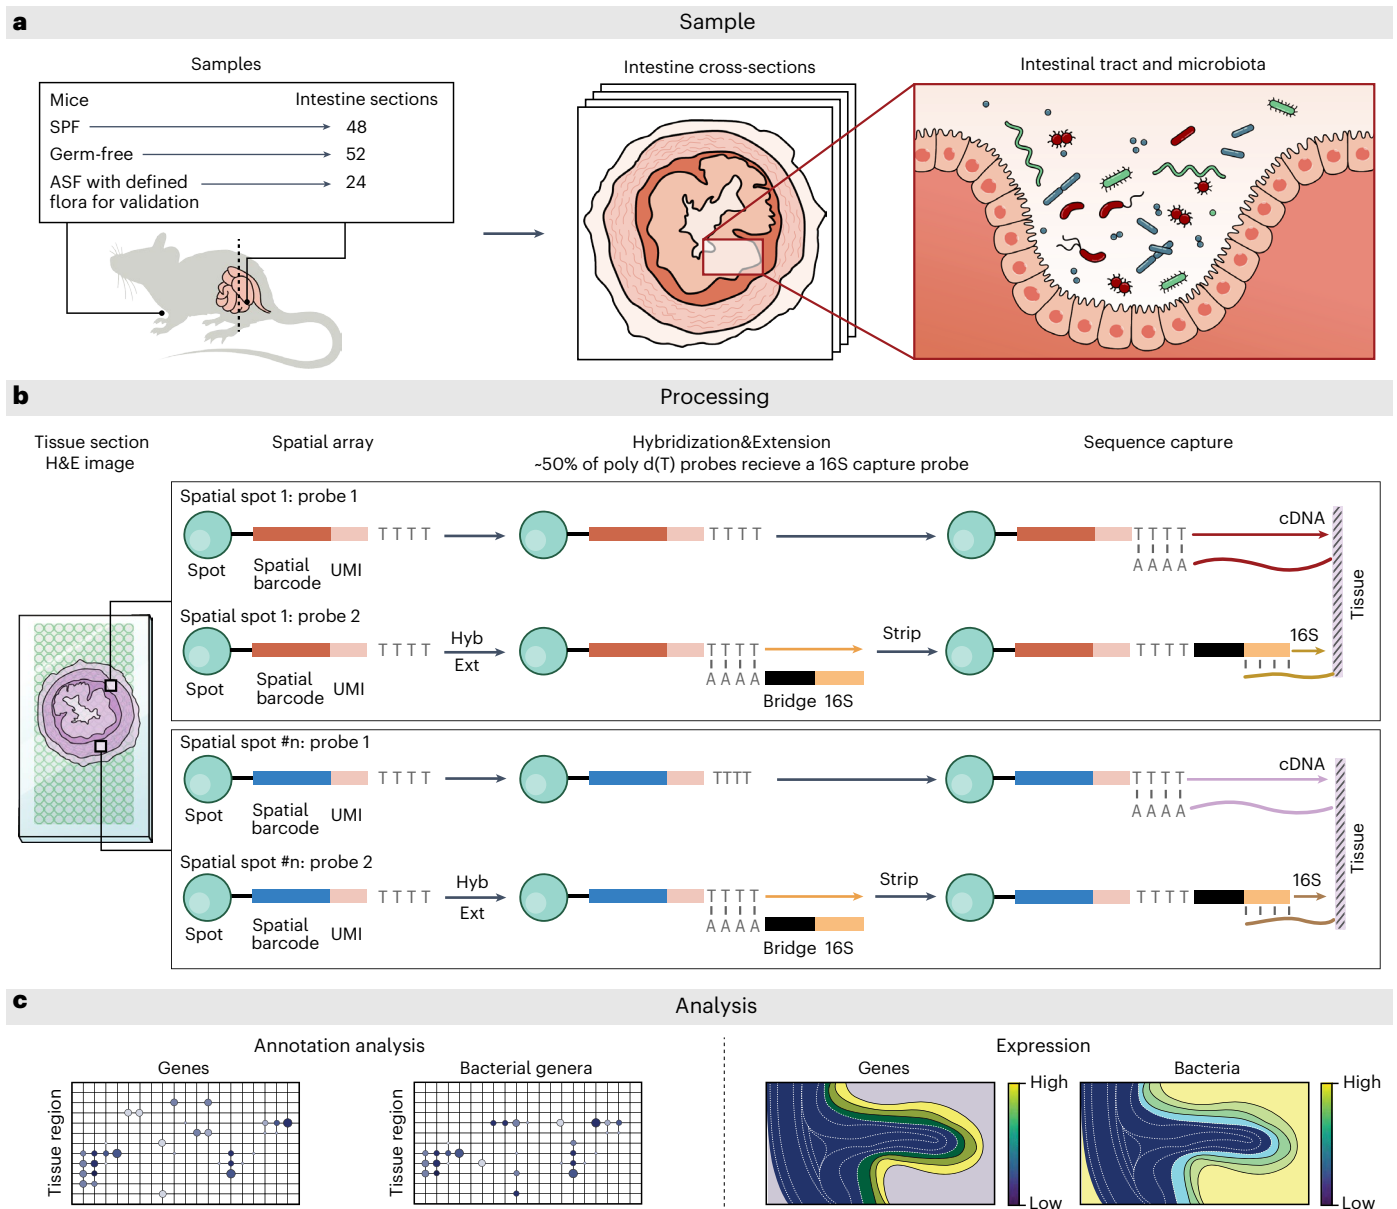 a
Sample
Samples
Mice
Intestine sections
SPF
48
Germ-free
52
ASF with defined
flora for validation
24
Intestine cross-sections
Intestinal tract and microbiota
b
Processing
Tissue section
H&E image
Spatial array
Hybridization&Extension
~50% of poly d(T) probes recieve a 16S capture probe
Sequence capture
Spatial spot 1: probe 1
T T T T
Spot
Spatial
barcode
UMI
T T T T
T T T T
A A A A
cDNA
Tissue
Spatial spot 1: probe 2
T T T T
Spot
Spatial
barcode
UMI
Hyb
Ext
T T T T
A A A A
Bridge 16S
Strip
T T T T
16S
Spatial spot #n: probe 1
T T T T
Spot
Spatial
barcode
UMI
TTTT
T T T T
A A A A
cDNA
Tissue
Spatial spot #n: probe 2
T T T T
Spot
Spatial
barcode
UMI
Hyb
Ext
T T T T
A A A A
Bridge 16S
Strip
T T T T
16S
c
Analysis
Annotation analysis
Genes
Tissue region
Bacterial genera
Tissue region
Expression
Genes
High
Low
Bacteria
High
Low